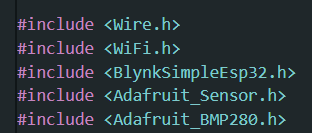 #include <Wire.h>
#include <WiFi.h>
#include <BlynkSimpleEsp32.h>
#include <Adafruit_Sensor.h>
#include <Adafruit_BMP280.h>